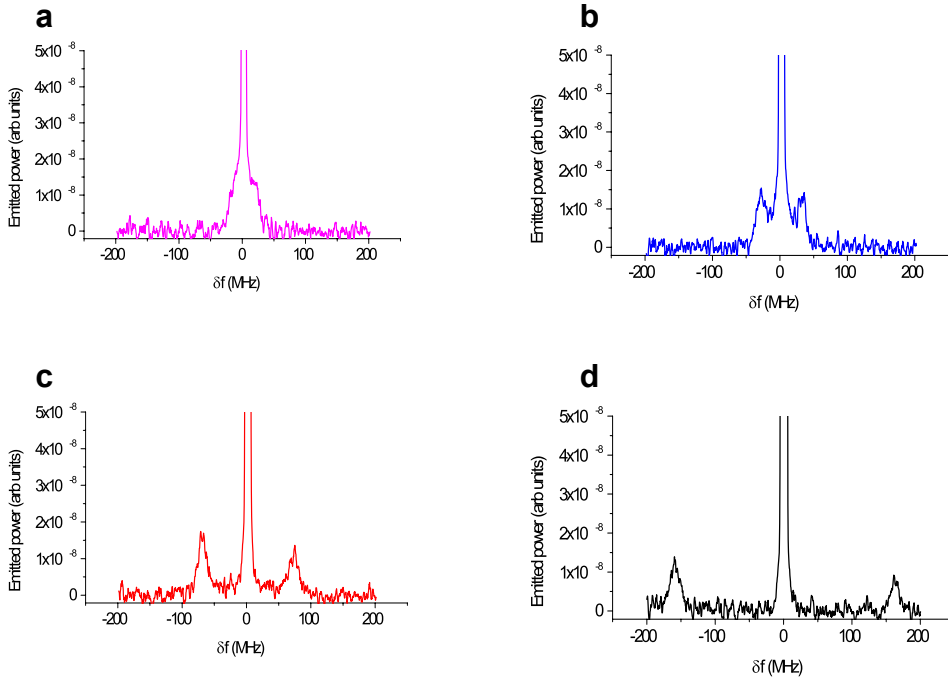 a
5x10 -8
4x10 -8
3x10 -8
2x10 -8
1x10 -8
0
-200 -100 0 100 200
Emitted power (arb units)
δf (MHz)
b
5x10 -8
4x10 -8
3x10 -8
2x10 -8
1x10 -8
0
-200 -100 0 100 200
Emitted power (arb units)
δf (MHz)
c
5x10 -8
4x10 -8
3x10 -8
2x10 -8
1x10 -8
0
-200 -100 0 100 200
Emitted power (arb units)
δf (MHz)
d
5x10 -8
4x10 -8
3x10 -8
2x10 -8
1x10 -8
0
-200 -100 0 100 200
Emitted power (arb units)
δf (MHz)